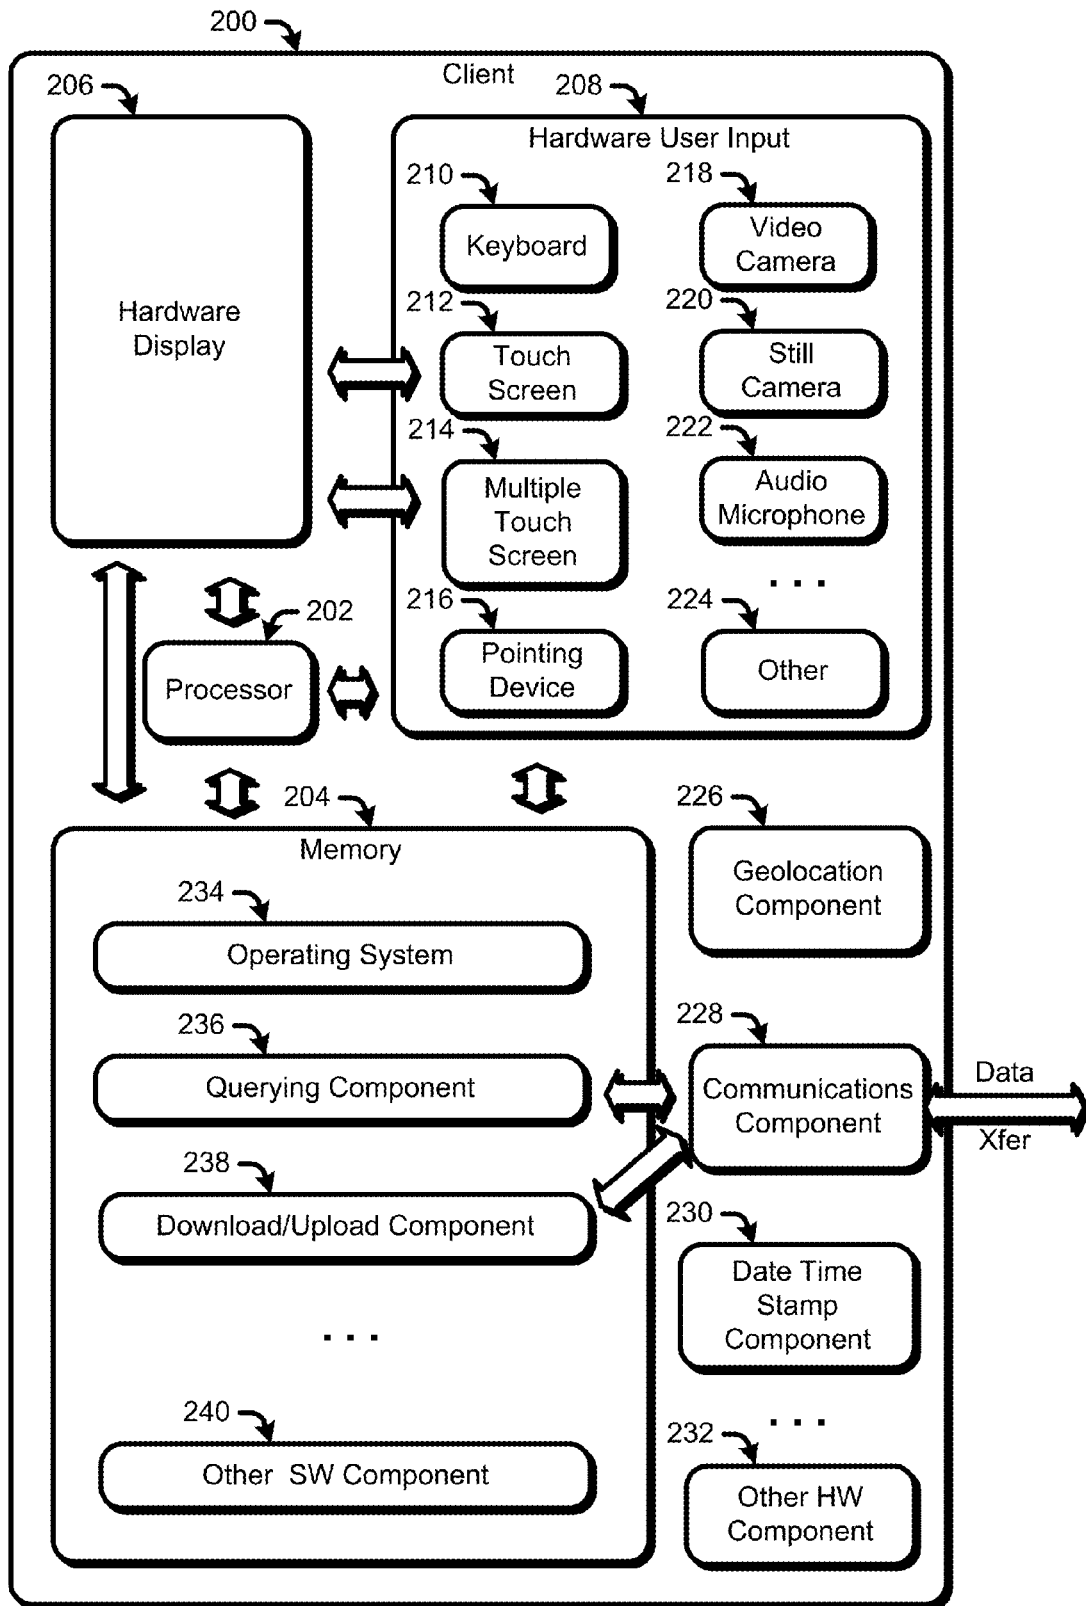 200
Client
206
208
Hardware
Display
Hardware User Input
210
Keyboard
218
Video
Camera
212
Touch
Screen
220
Still
Camera
214
Multiple
Touch
Screen
222
Audio
Microphone
. . .
216
Pointing
Device
224
Other
202
Processor
204
Memory
234
Operating System
236
Querying Component
238
Download/Upload Component
. . .
240
Other SW Component
226
Geolocation
Component
228
Communications
Component
Data
Xfer
230
Date Time
Stamp
Component
. . .
232
Other HW
Component